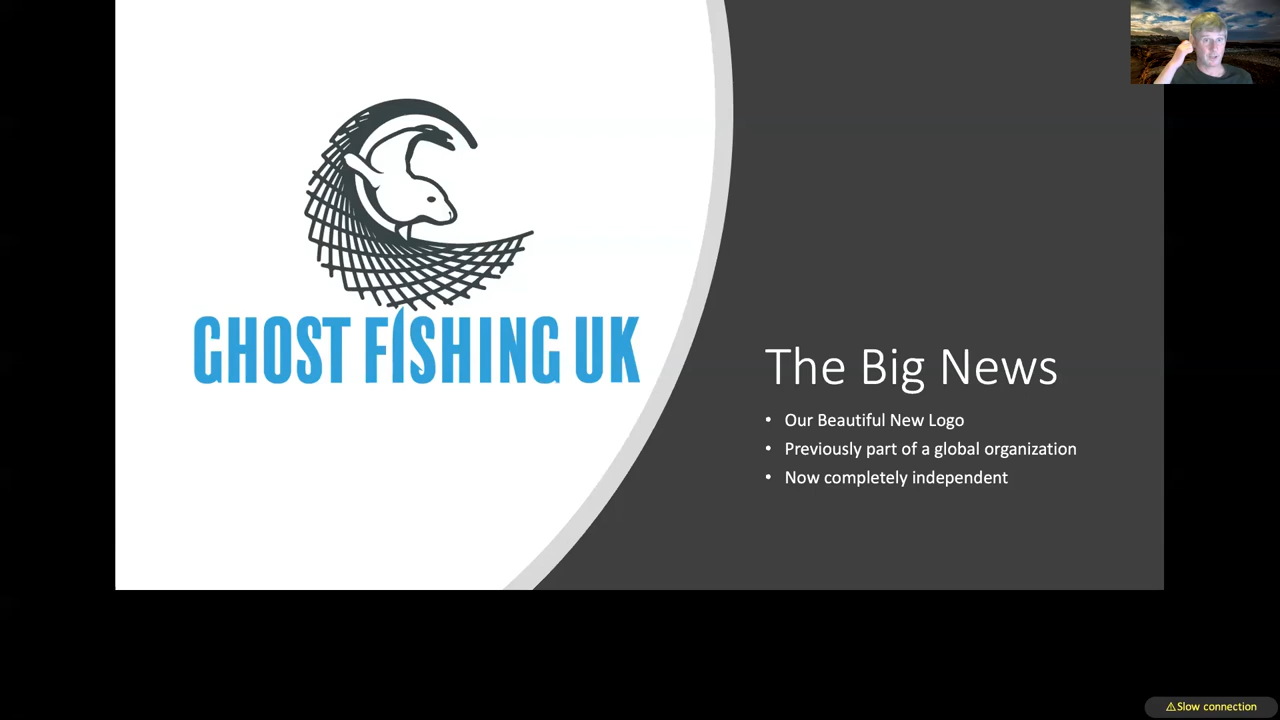 GHOST FISHING UK
The Big News
• Our Beautiful New Logo
• Previously part of a global organization
• Now completely independent
⚠Slow connection